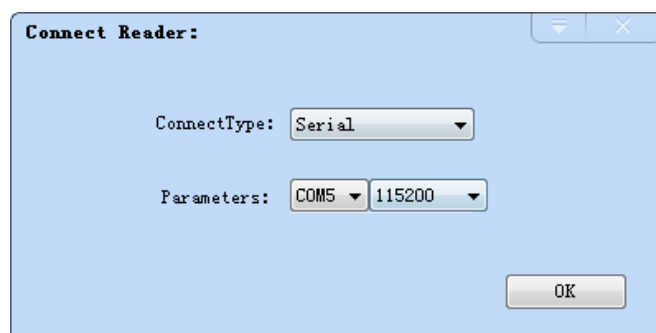 Connect Reader:
ConnectType: Serial
Parameters: COM5 115200
OK